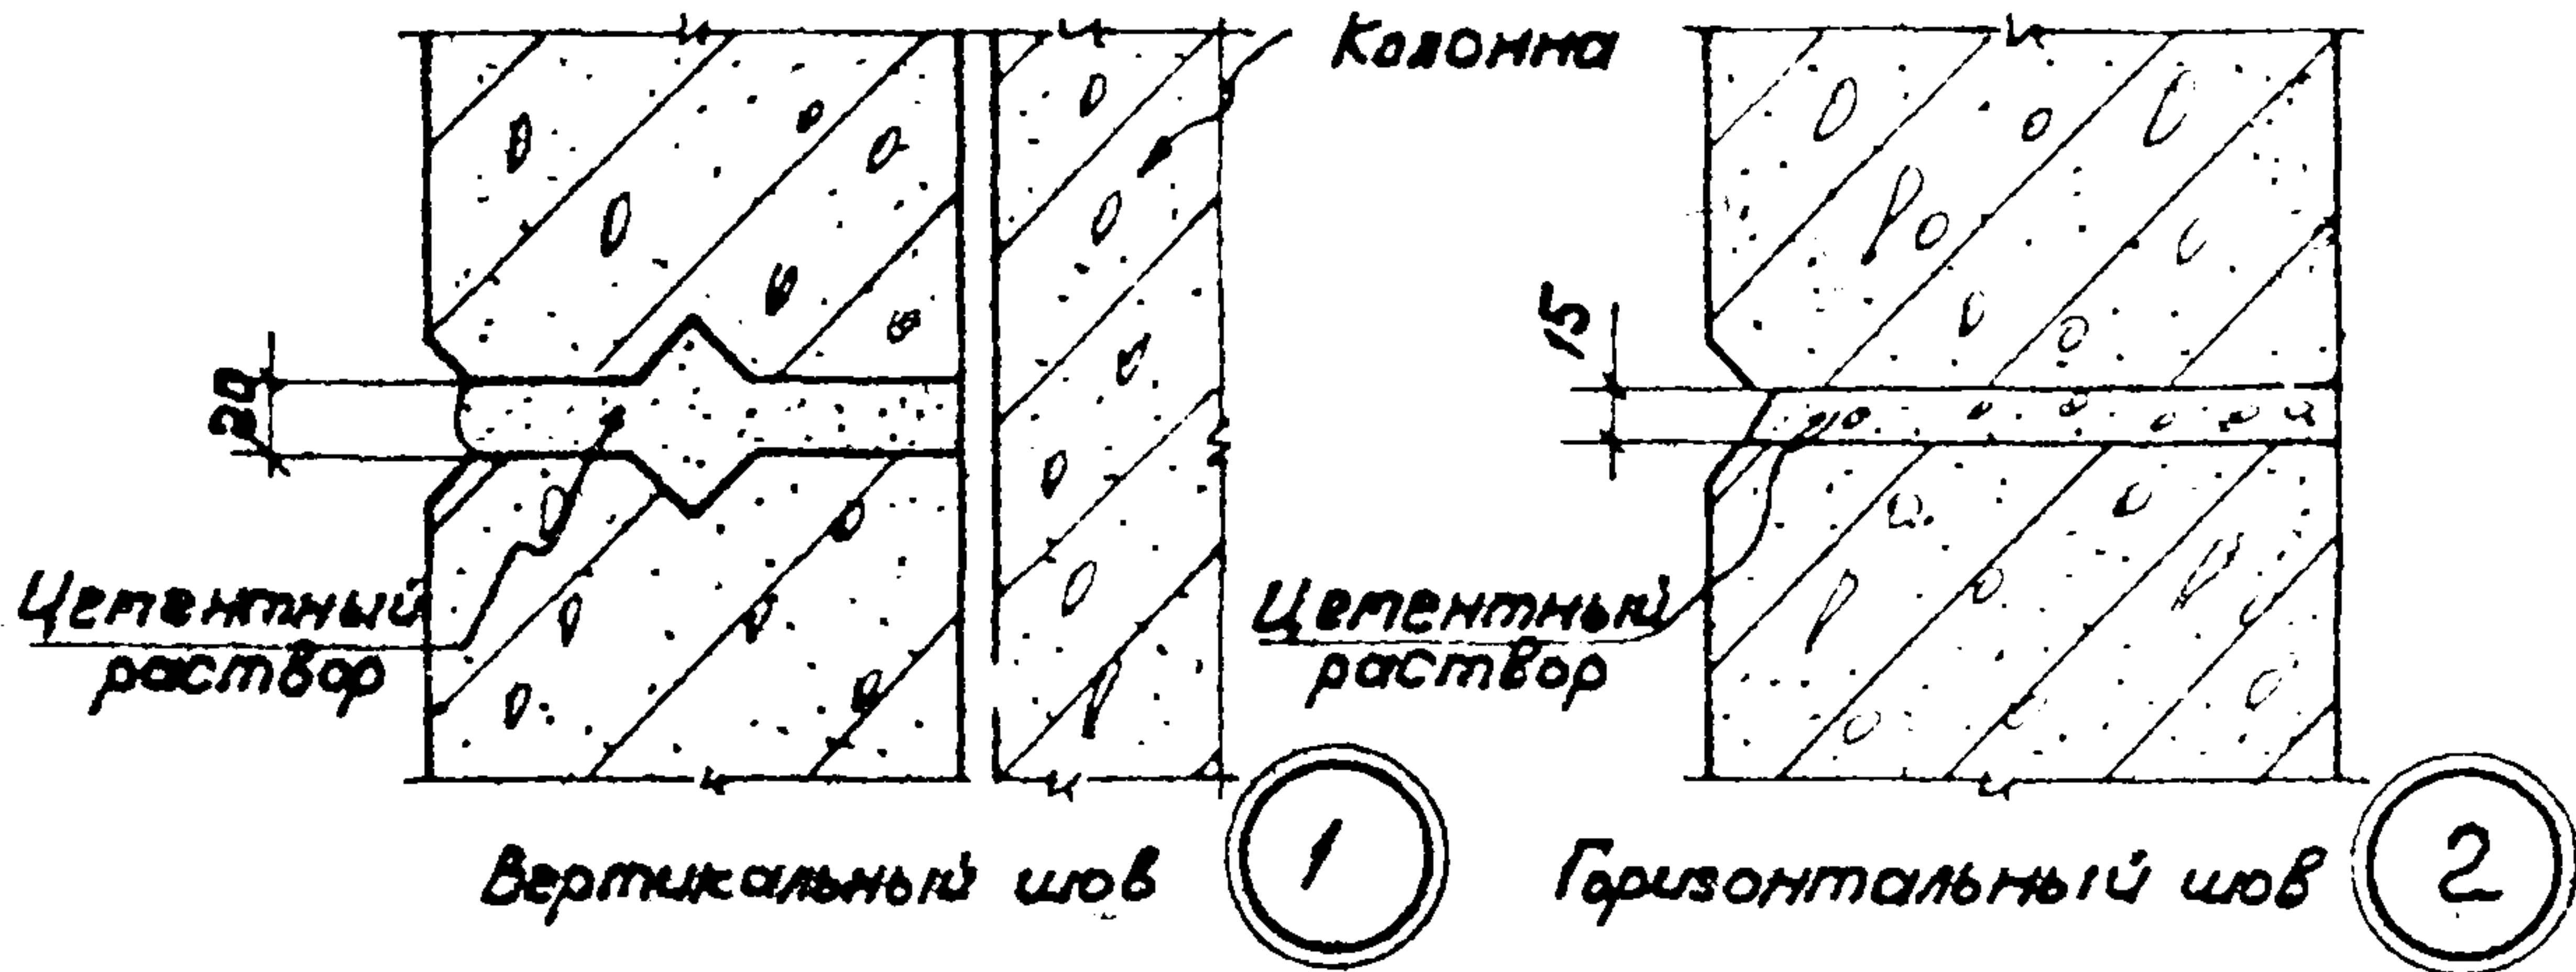 Колонна
20
15
Цементный
раствор
Цементный
раствор
Вертикальный шов
1
Горизонтальный шов
2